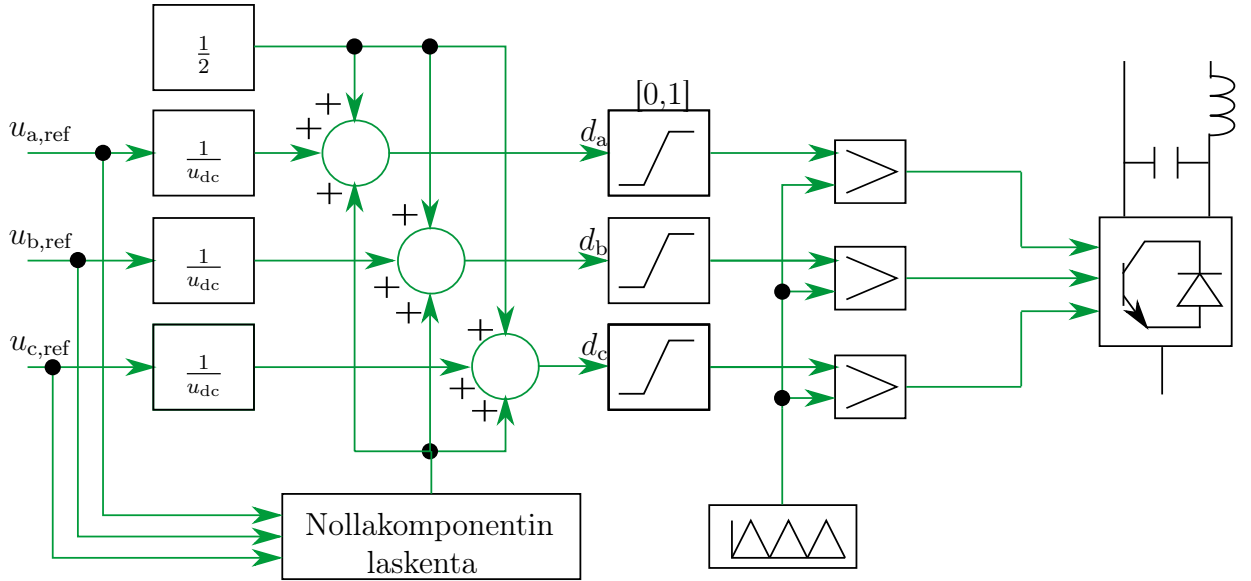 1/2
[0,1]
u_a,ref
1/u_dc
d_a
u_b,ref
1/u_dc
d_b
u_c,ref
1/u_dc
d_c
+ + +
+ + +
+ + +
Nollakomponentin
laskenta